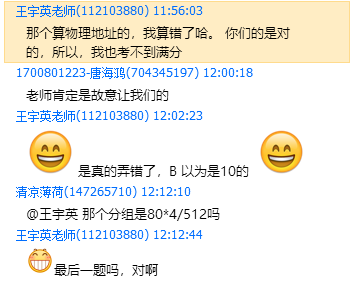 王宇英老师(112103880) 11:56:03
那个算物理地址的，我算错了哈。 你们的是对
的，所以，我也考不到满分
1700801223-唐海鸿(704345197) 12:00:18
老师肯定是故意让我们的
王宇英老师(112103880) 12:02:23
是真的弄错了，B 以为是10的
清凉薄荷(147265710) 12:12:10
@王宇英 那个分组是80*4/512吗
王宇英老师(112103880) 12:12:44
最后一题吗，对啊